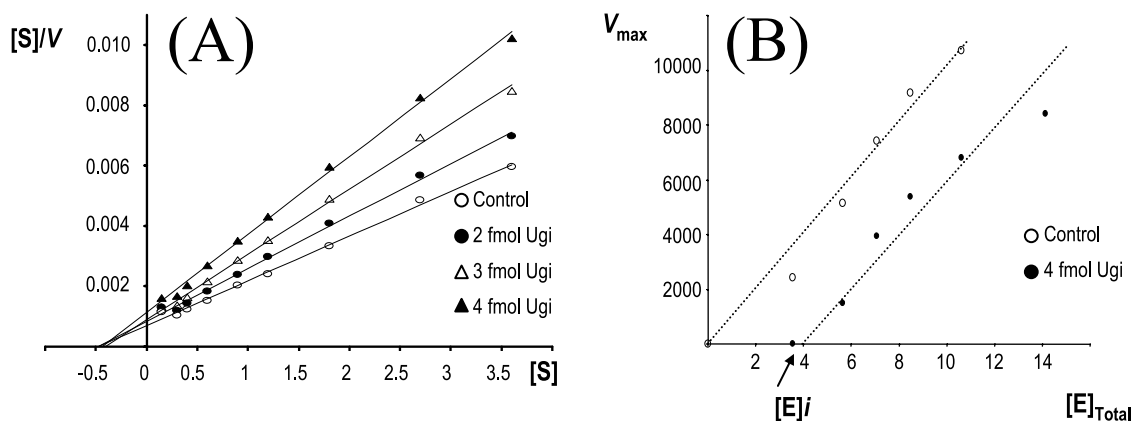 [S]/V
(A)
0.010
0.008
0.006
0.004
0.002
-0.5 0 0.5 1 1.5 2 2.5 3 3.5 [S]
Control
2 fmol Ugi
3 fmol Ugi
4 fmol Ugi
Vmax
(B)
12000
10000
8000
6000
4000
2000
2 4 6 8 10 12 14
Control
4 fmol Ugi
[E]i
[E]Total